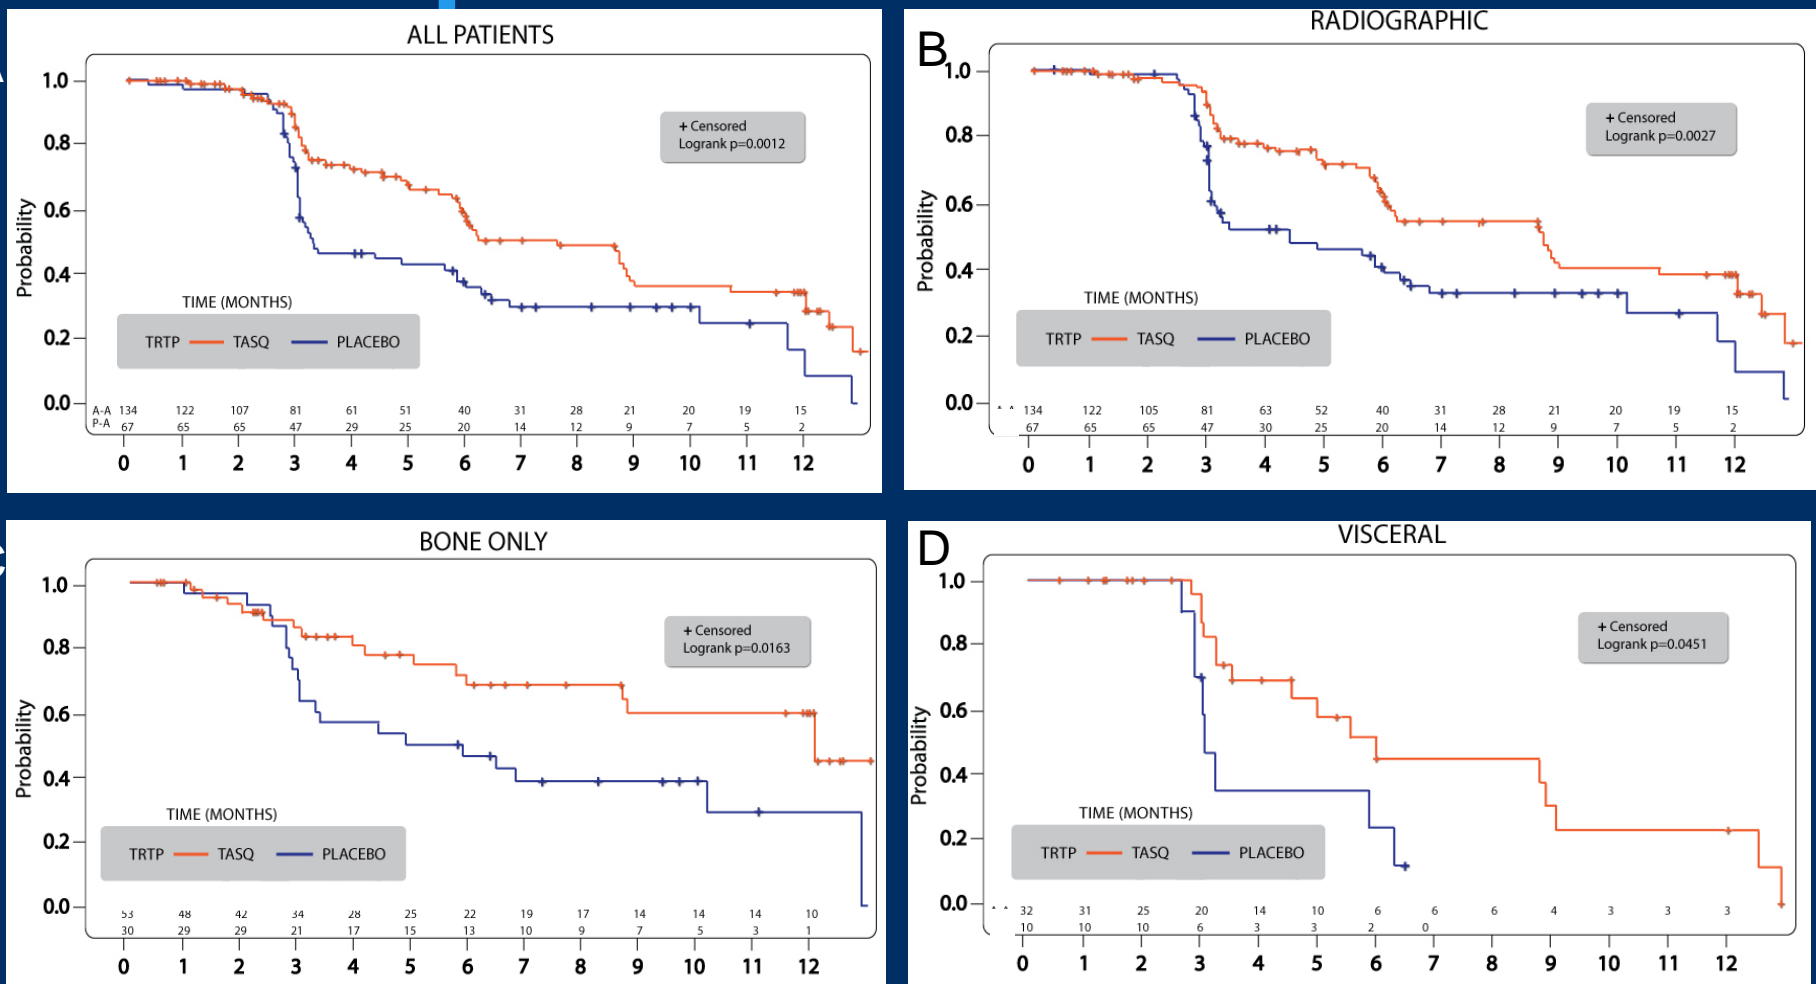 ALL PATIENTS
1.0
0.8
0.6
0.4
0.2
0.0
Probability
+ Censored
Logrank p=0.0012
TIME (MONTHS)
TRTP TASQ PLACEBO
A-A 134 122 107 81 61 51 40 31 28 21 20 19 15
P-A 67 65 65 47 29 25 20 14 12 9 7 5 2
0 1 2 3 4 5 6 7 8 9 10 11 12
B
RADIOGRAPHIC
1.0
0.8
0.6
0.4
0.2
0.0
Probability
+ Censored
Logrank p=0.0027
TIME (MONTHS)
TRTP TASQ PLACEBO
134 122 105 81 63 52 40 31 28 21 20 19 15
67 65 65 47 30 25 20 14 12 9 7 5 2
0 1 2 3 4 5 6 7 8 9 10 11 12
BONE ONLY
1.0
0.8
0.6
0.4
0.2
0.0
Probability
+ Censored
Logrank p=0.0163
TIME (MONTHS)
TRTP TASQ PLACEBO
53 48 42 34 28 25 22 19 17 14 14 14 10
30 29 29 21 17 15 13 10 9 7 5 3 1
0 1 2 3 4 5 6 7 8 9 10 11 12
D
VISCERAL
1.0
0.8
0.6
0.4
0.2
0.0
Probability
+ Censored
Logrank p=0.0451
TIME (MONTHS)
TRTP TASQ PLACEBO
32 31 25 20 14 10 6 6 6 4 3 3 3
10 10 10 6 3 3 2 0
0 1 2 3 4 5 6 7 8 9 10 11 12